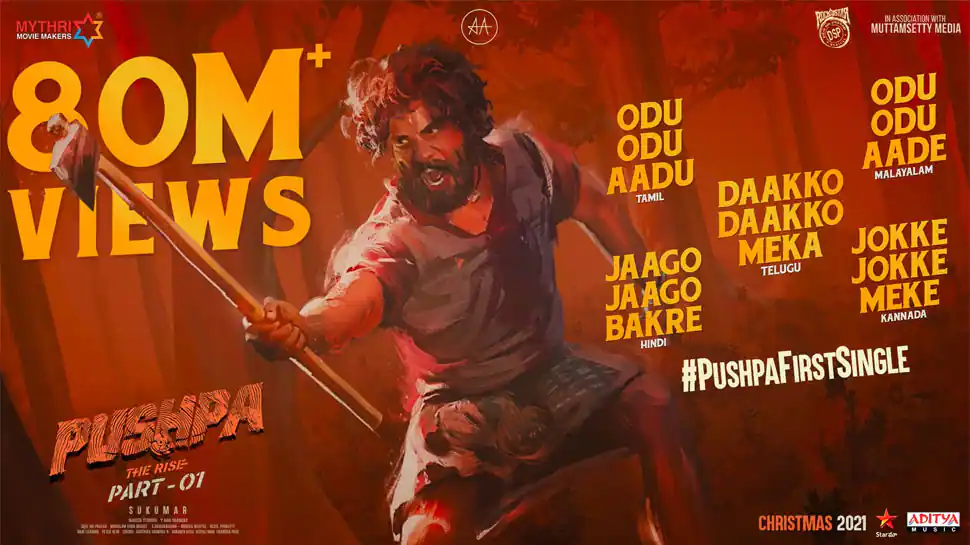 MYTHRI
MOVIE MAKERS
AA
ROCKSTAR
DSP
IN ASSOCIATION WITH
MUTTAMSETTY MEDIA
80M+
VIEWS
ODU
ODU
AADU
TAMIL
ODU
ODU
AADE
MALAYALAM
DAAKKO
DAAKKO
MEKA
TELUGU
JAAGO
JAAGO
BAKRE
HINDI
JOKKE
JOKKE
MEKE
KANNADA
#PUSHPAFIRSTSINGLE
PUSHPA
THE RISE
PART-01
SUKUMAR
CHRISTMAS 2021
Star
ADITYA
MUSIC